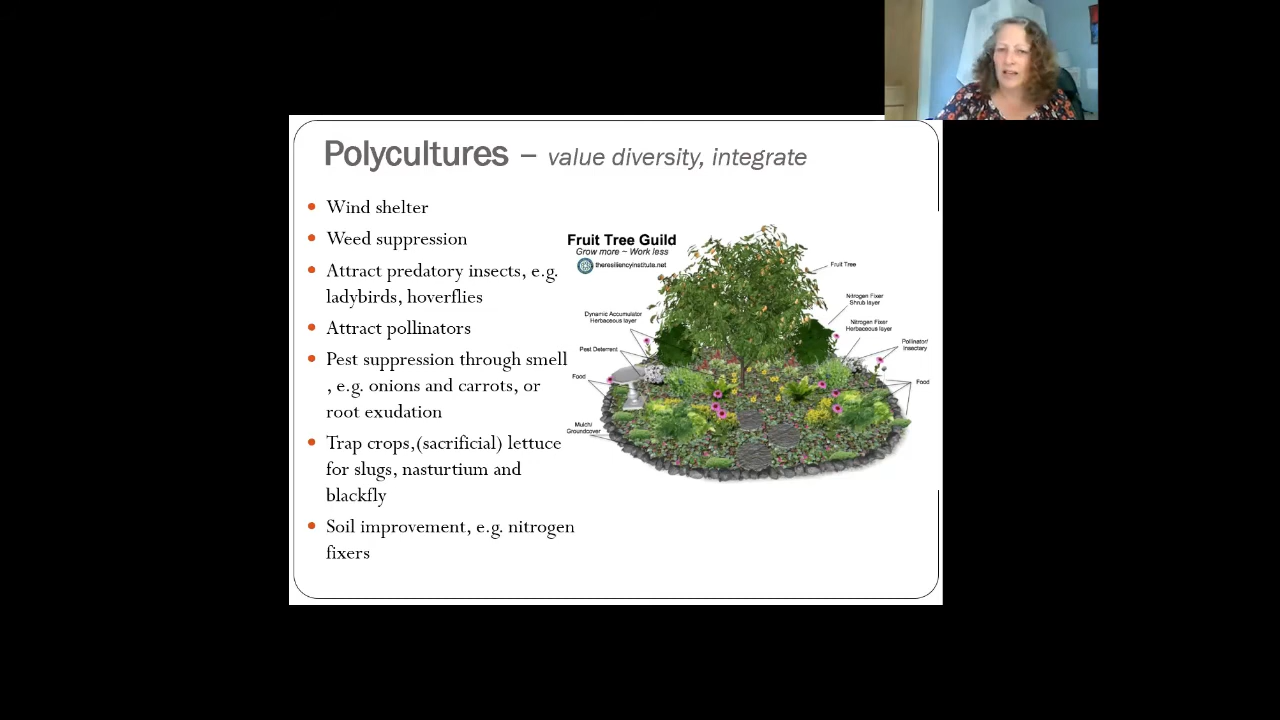 Polycultures – value diversity, integrate
Wind shelter
Weed suppression
Attract predatory insects, e.g.
ladybirds, hoverflies
Attract pollinators
Pest suppression through smell
, e.g. onions and carrots, or
root exudation
Trap crops,(sacrificial) lettuce
for slugs, nasturtium and
blackfly
Soil improvement, e.g. nitrogen
fixers
Fruit Tree Guild
Grow more ~ Work less
theresiliencyinstitute.net
Fruit Tree
Nitrogen Fixer
Shrub layer
Nitrogen Fixer
Herbaceous layer
Pollinator/
Insectary
Food
Dynamic Accumulator
Herbaceous layer
Pest Deterrent
Food
Mulch/
Groundcover